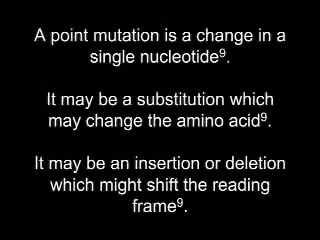 A point mutation is a change in a
single nucleotide⁹.
It may be a substitution which
may change the amino acid⁹.
It may be an insertion or deletion
which might shift the reading
frame⁹.